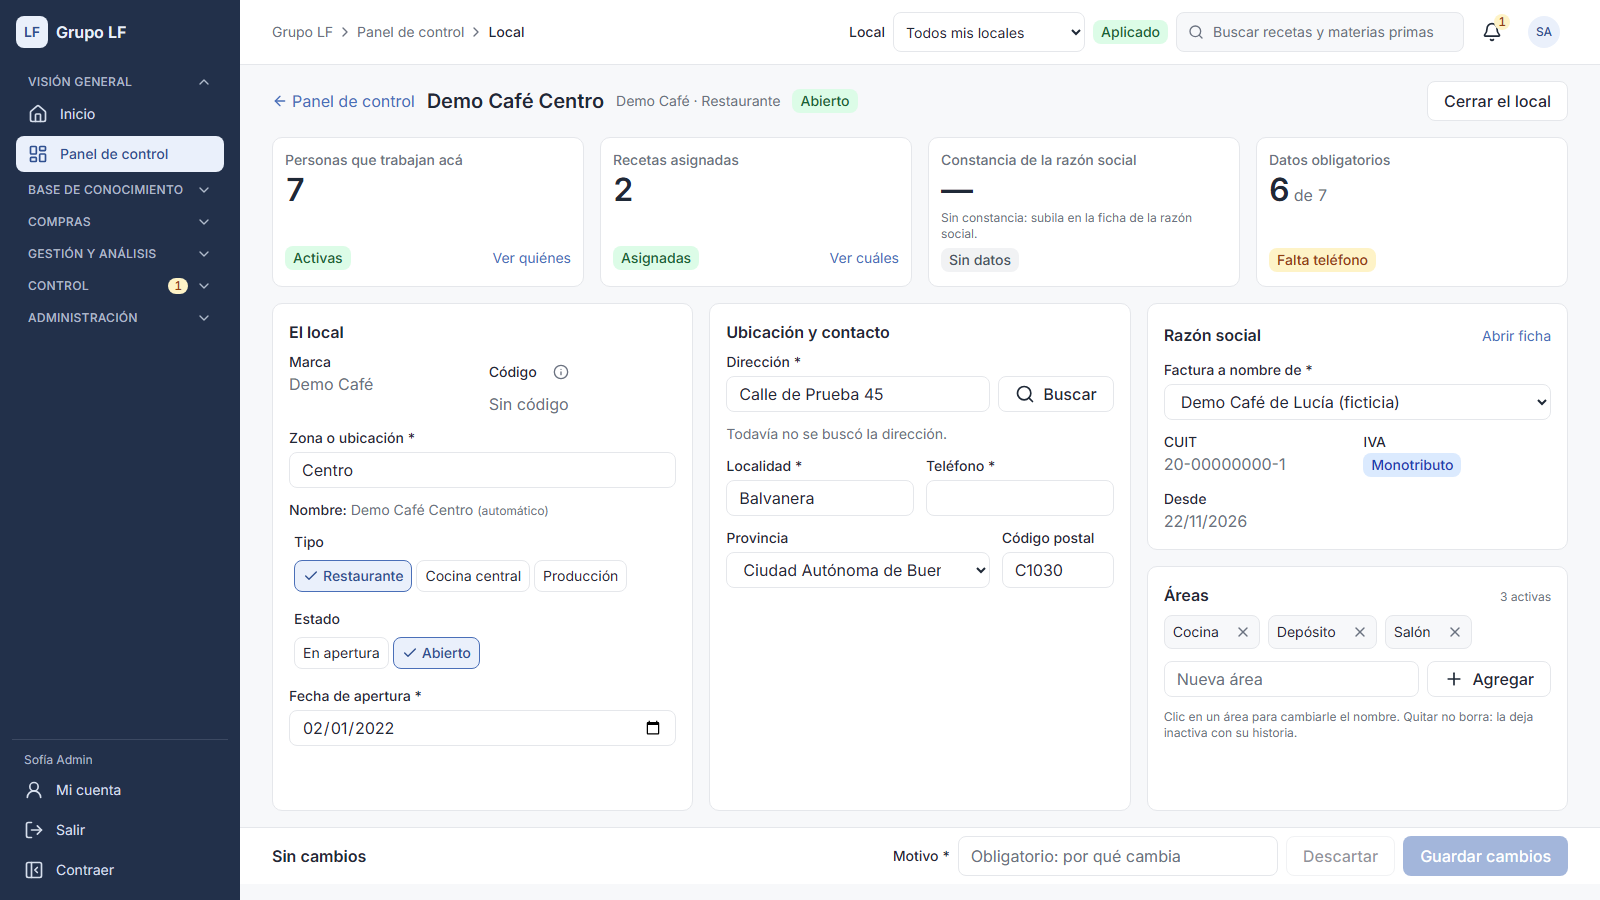 LF Grupo LF
VISIÓN GENERAL
Inicio
Panel de control
BASE DE CONOCIMIENTO
COMPRAS
GESTIÓN Y ANÁLISIS
CONTROL 1
ADMINISTRACIÓN
Sofía Admin
Mi cuenta
Salir
Contraer
Grupo LF > Panel de control > Local
Local Todos mis locales Aplicado Buscar recetas y materias primas 1 SA
← Panel de control Demo Café Centro Demo Café · Restaurante Abierto Cerrar el local
Personas que trabajan acá
7
Activas Ver quiénes
Recetas asignadas
2
Asignadas Ver cuáles
Constancia de la razón social
—
Sin constancia: subila en la ficha de la razón
social.
Sin datos
Datos obligatorios
6 de 7
Falta teléfono
El local
Marca
Demo Café
Código
Sin código
Zona o ubicación *
Centro
Nombre: Demo Café Centro (automático)
Tipo
Restaurante Cocina central Producción
Estado
En apertura Abierto
Fecha de apertura *
02/01/2022
Ubicación y contacto
Dirección *
Calle de Prueba 45 Buscar
Todavía no se buscó la dirección.
Localidad * Teléfono *
Balvanera
Provincia Código postal
Ciudad Autónoma de Buer C1030
Razón social Abrir ficha
Factura a nombre de *
Demo Café de Lucía (ficticia)
CUIT IVA
20-00000000-1 Monotributo
Desde
22/11/2026
Áreas 3 activas
Cocina Depósito Salón
Nueva área Agregar
Clic en un área para cambiarle el nombre. Quitar no borra: la deja
inactiva con su historia.
Sin cambios Motivo * Obligatorio: por qué cambia Descartar Guardar cambios